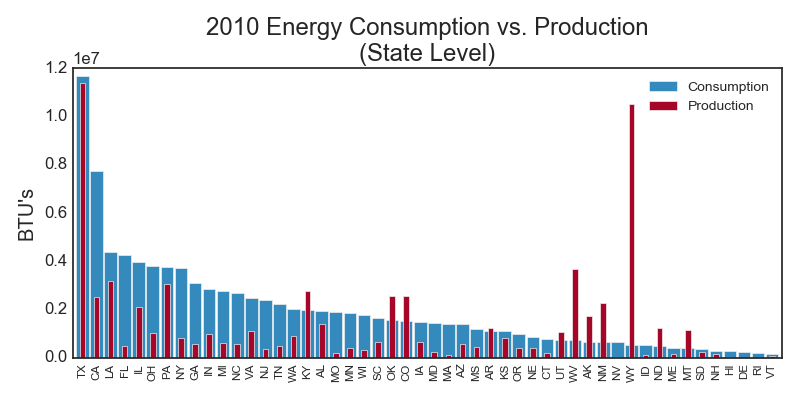 2010 Energy Consumption vs. Production
(State Level)
1e7
1.2
1.0
0.8
0.6
0.4
0.2
0.0
BTU's
Consumption
Production
TX CA LA FL IL OH PA NY GA IN MI NC VA NJ TN WA KY AL MO MN WI SC OK CO IA MD MA AZ MS AR KS OR NE CT UT WV AK NM NV WY ID ND ME MT SD NH HI DE RI VT